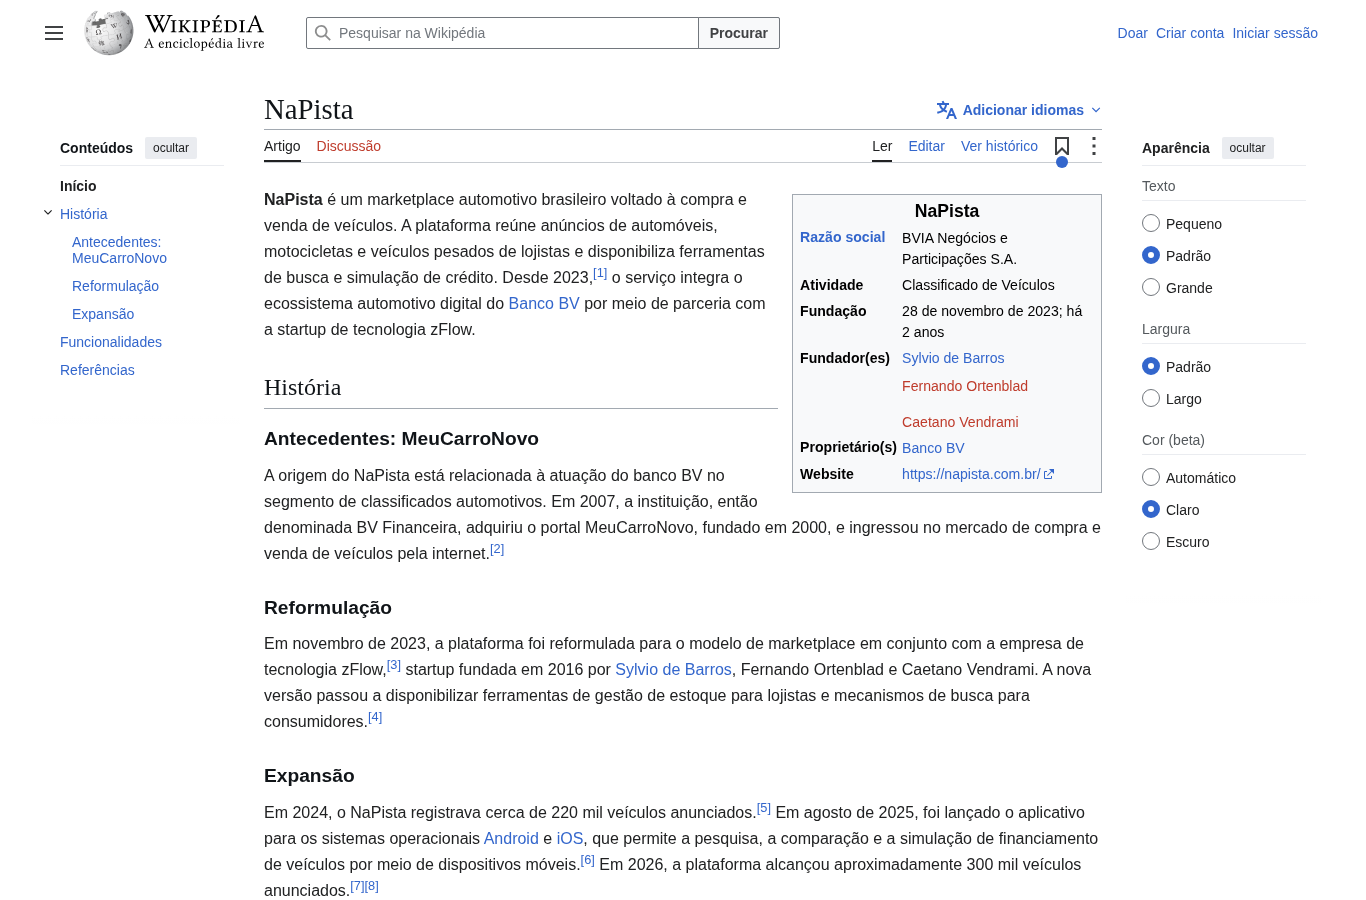 WIKIPÉDIA
A enciclopédia livre
Pesquisar na Wikipédia
Procurar
Doar Criar conta Iniciar sessão
Conteúdos ocultar
Início
História
Antecedentes:
MeuCarroNovo
Reformulação
Expansão
Funcionalidades
Referências
NaPista
Adicionar idiomas
Artigo Discussão
Ler Editar Ver histórico
NaPista é um marketplace automotivo brasileiro voltado à compra e
venda de veículos. A plataforma reúne anúncios de automóveis,
motocicletas e veículos pesados de lojistas e disponibiliza ferramentas
de busca e simulação de crédito. Desde 2023,[1] o serviço integra o
ecossistema automotivo digital do Banco BV por meio de parceria com
a startup de tecnologia zFlow.
NaPista
Razão social BVIA Negócios e
Participações S.A.
Atividade Classificado de Veículos
Fundação 28 de novembro de 2023; há
2 anos
Fundador(es) Sylvio de Barros
Fernando Ortenblad
Caetano Vendrami
Proprietário(s) Banco BV
Website https://napista.com.br/
História
Antecedentes: MeuCarroNovo
A origem do NaPista está relacionada à atuação do banco BV no
segmento de classificados automotivos. Em 2007, a instituição, então
denominada BV Financeira, adquiriu o portal MeuCarroNovo, fundado em 2000, e ingressou no mercado de compra e
venda de veículos pela internet.[2]
Reformulação
Em novembro de 2023, a plataforma foi reformulada para o modelo de marketplace em conjunto com a empresa de
tecnologia zFlow,[3] startup fundada em 2016 por Sylvio de Barros, Fernando Ortenblad e Caetano Vendrami. A nova
versão passou a disponibilizar ferramentas de gestão de estoque para lojistas e mecanismos de busca para
consumidores.[4]
Expansão
Em 2024, o NaPista registrava cerca de 220 mil veículos anunciados.[5] Em agosto de 2025, foi lançado o aplicativo
para os sistemas operacionais Android e iOS, que permite a pesquisa, a comparação e a simulação de financiamento
de veículos por meio de dispositivos móveis.[6] Em 2026, a plataforma alcançou aproximadamente 300 mil veículos
anunciados.[7][8]
Aparência ocultar
Texto
Pequeno
Padrão
Grande
Largura
Padrão
Largo
Cor (beta)
Automático
Claro
Escuro